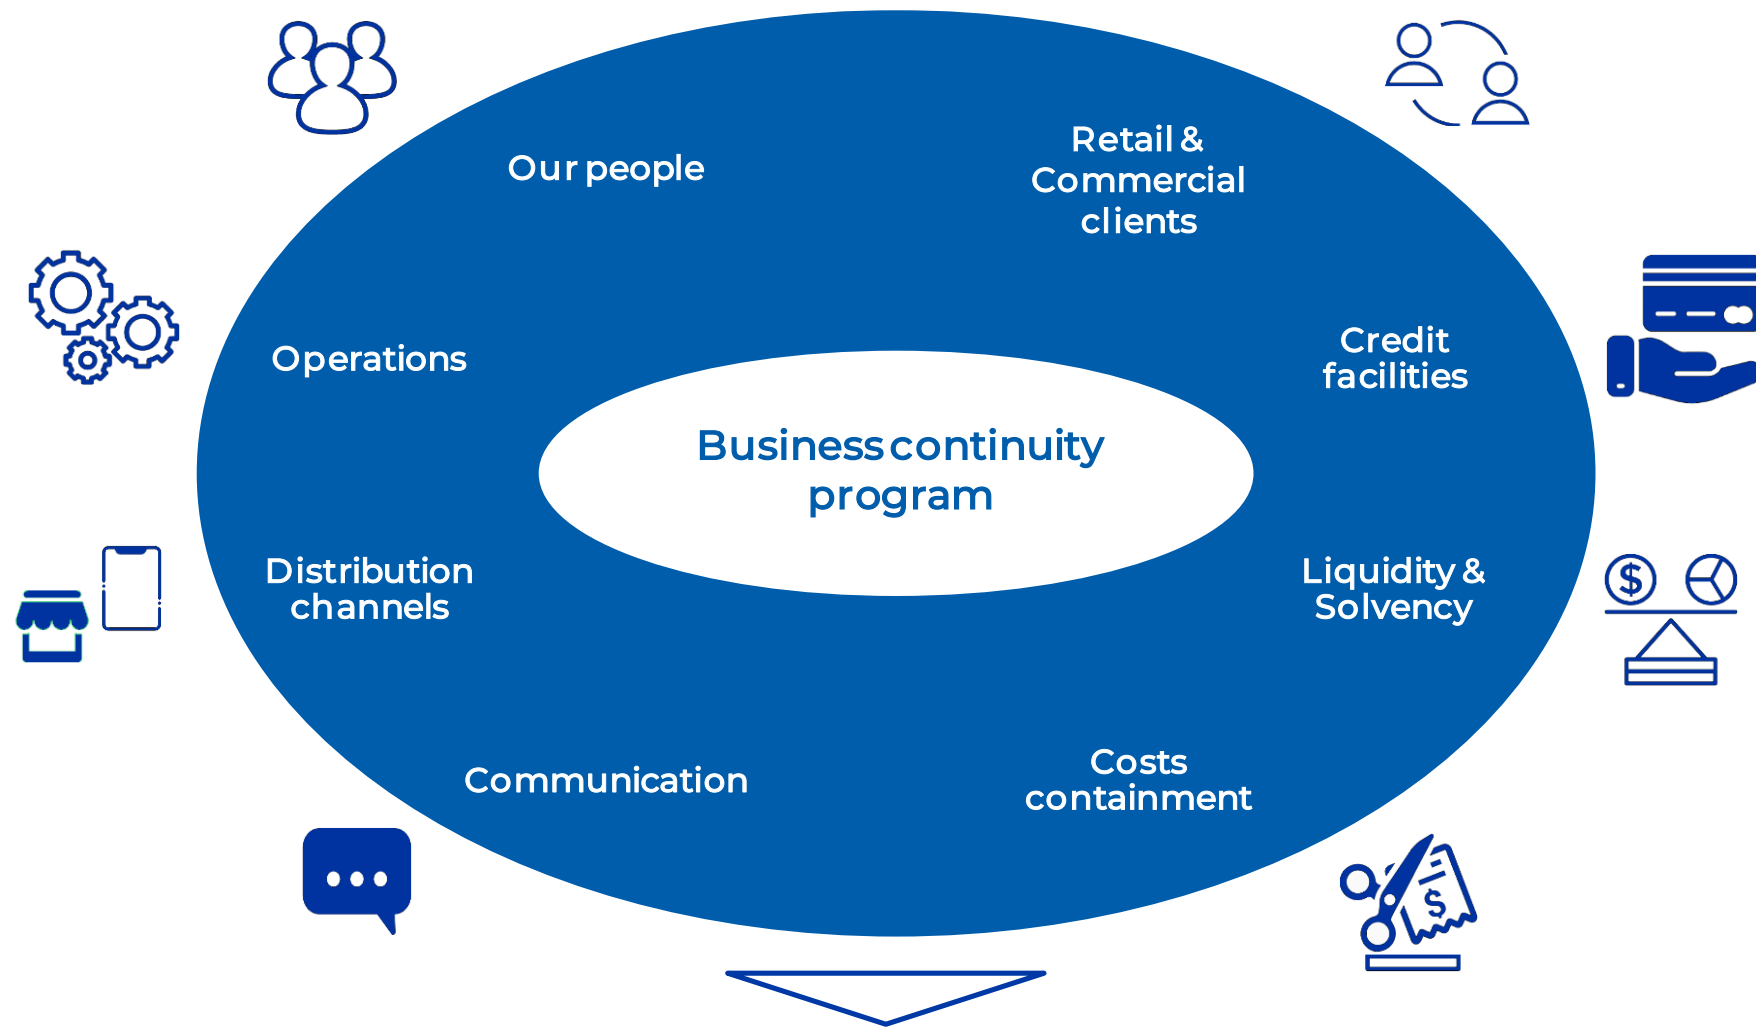 Our people
Retail &
Commercial
clients
Operations
Credit
facilities
Business continuity
program
Distribution
channels
Liquidity &
Solvency
Communication
Costs
containment
$
$